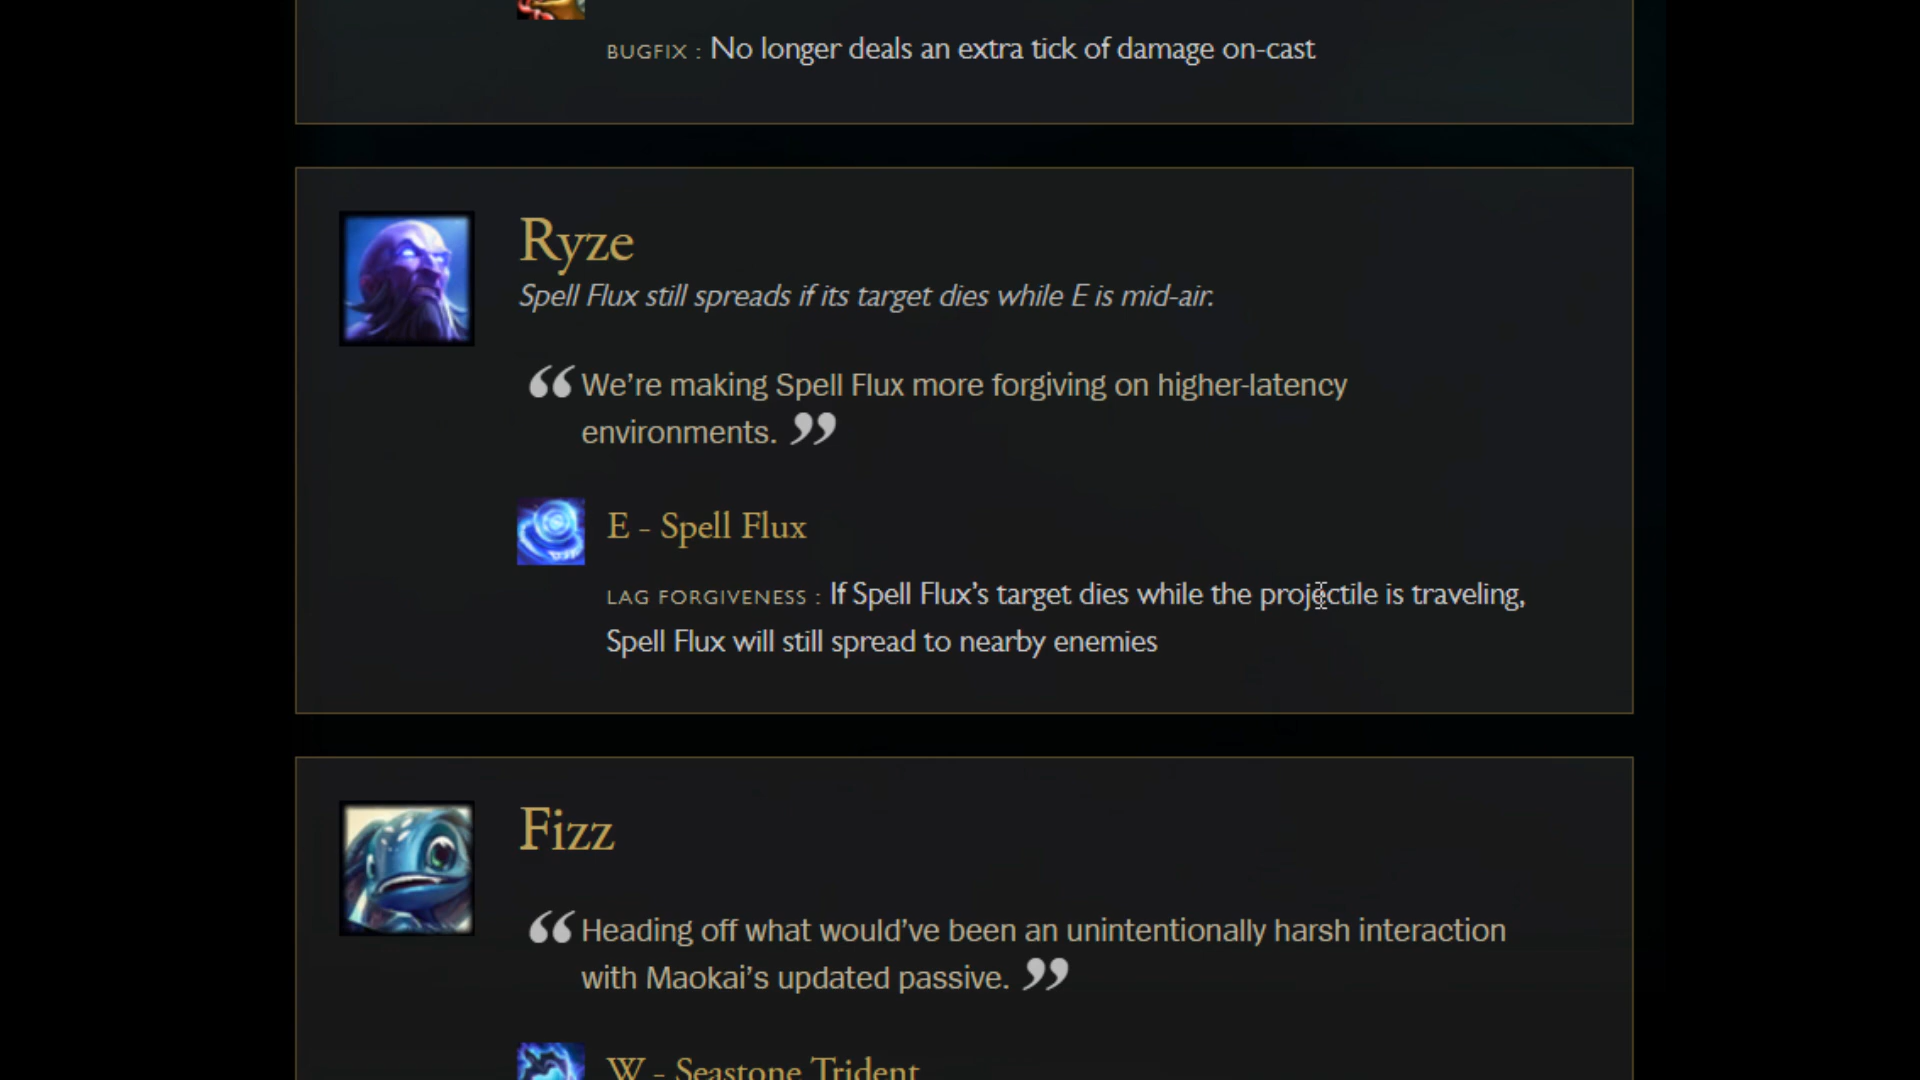 BUGFIX : No longer deals an extra tick of damage on-cast
Ryze
Spell Flux still spreads if its target dies while E is mid-air.
“We’re making Spell Flux more forgiving on higher-latency
environments. ”
E - Spell Flux
LAG FORGIVENESS : If Spell Flux’s target dies while the projectile is traveling,
Spell Flux will still spread to nearby enemies
Fizz
“Heading off what would’ve been an unintentionally harsh interaction
with Maokai’s updated passive. ”
W - Seastone Trident